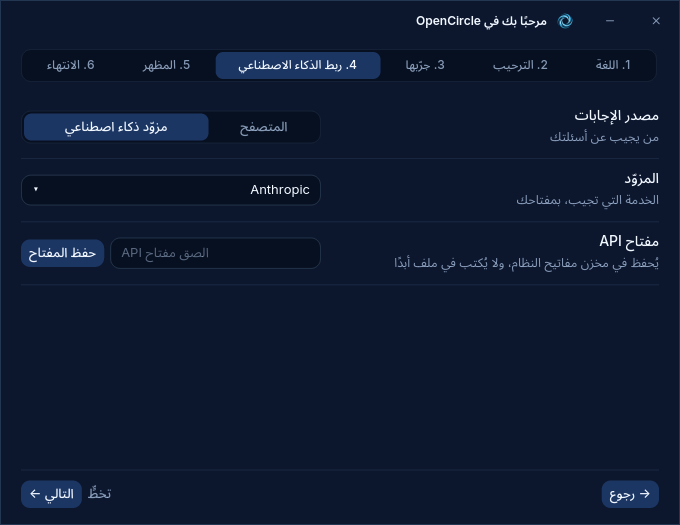 مرحبًا بك في OpenCircle
1. اللغة
2. الترحيب
3. جرّبها
4. ربط الذكاء الاصطناعي
5. المظهر
6. الانتهاء
مصدر الإجابات
من يجيب عن أسئلتك
المتصفح
مزوّد ذكاء اصطناعي
المزوّد
الخدمة التي تجيب، بمفتاحك
Anthropic
مفتاح API
يُحفظ في مخزن مفاتيح النظام، ولا يُكتب في ملف أبدًا
الصق مفتاح API
حفظ المفتاح
→ رجوع
تخطٍّ
التالي ←